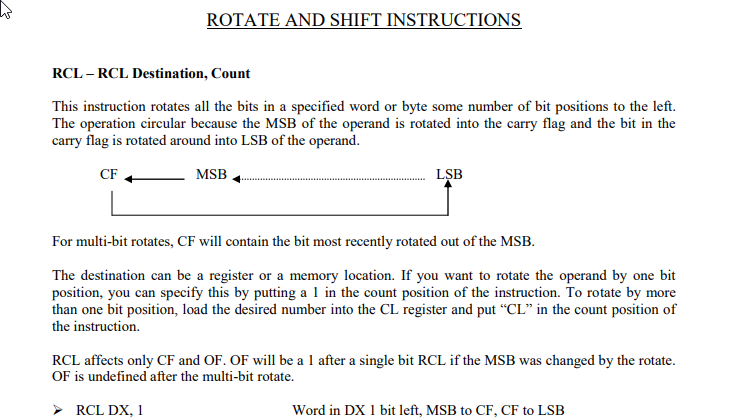 ROTATE AND SHIFT INSTRUCTIONS
RCL – RCL Destination, Count
This instruction rotates all the bits in a specified word or byte some number of bit positions to the left.
The operation circular because the MSB of the operand is rotated into the carry flag and the bit in the
carry flag is rotated around into LSB of the operand.
CF MSB LSB
For multi-bit rotates, CF will contain the bit most recently rotated out of the MSB.
The destination can be a register or a memory location. If you want to rotate the operand by one bit
position, you can specify this by putting a 1 in the count position of the instruction. To rotate by more
than one bit position, load the desired number into the CL register and put “CL” in the count position of
the instruction.
RCL affects only CF and OF. OF will be a 1 after a single bit RCL if the MSB was changed by the rotate.
OF is undefined after the multi-bit rotate.
➢ RCL DX, 1 Word in DX 1 bit left, MSB to CF, CF to LSB